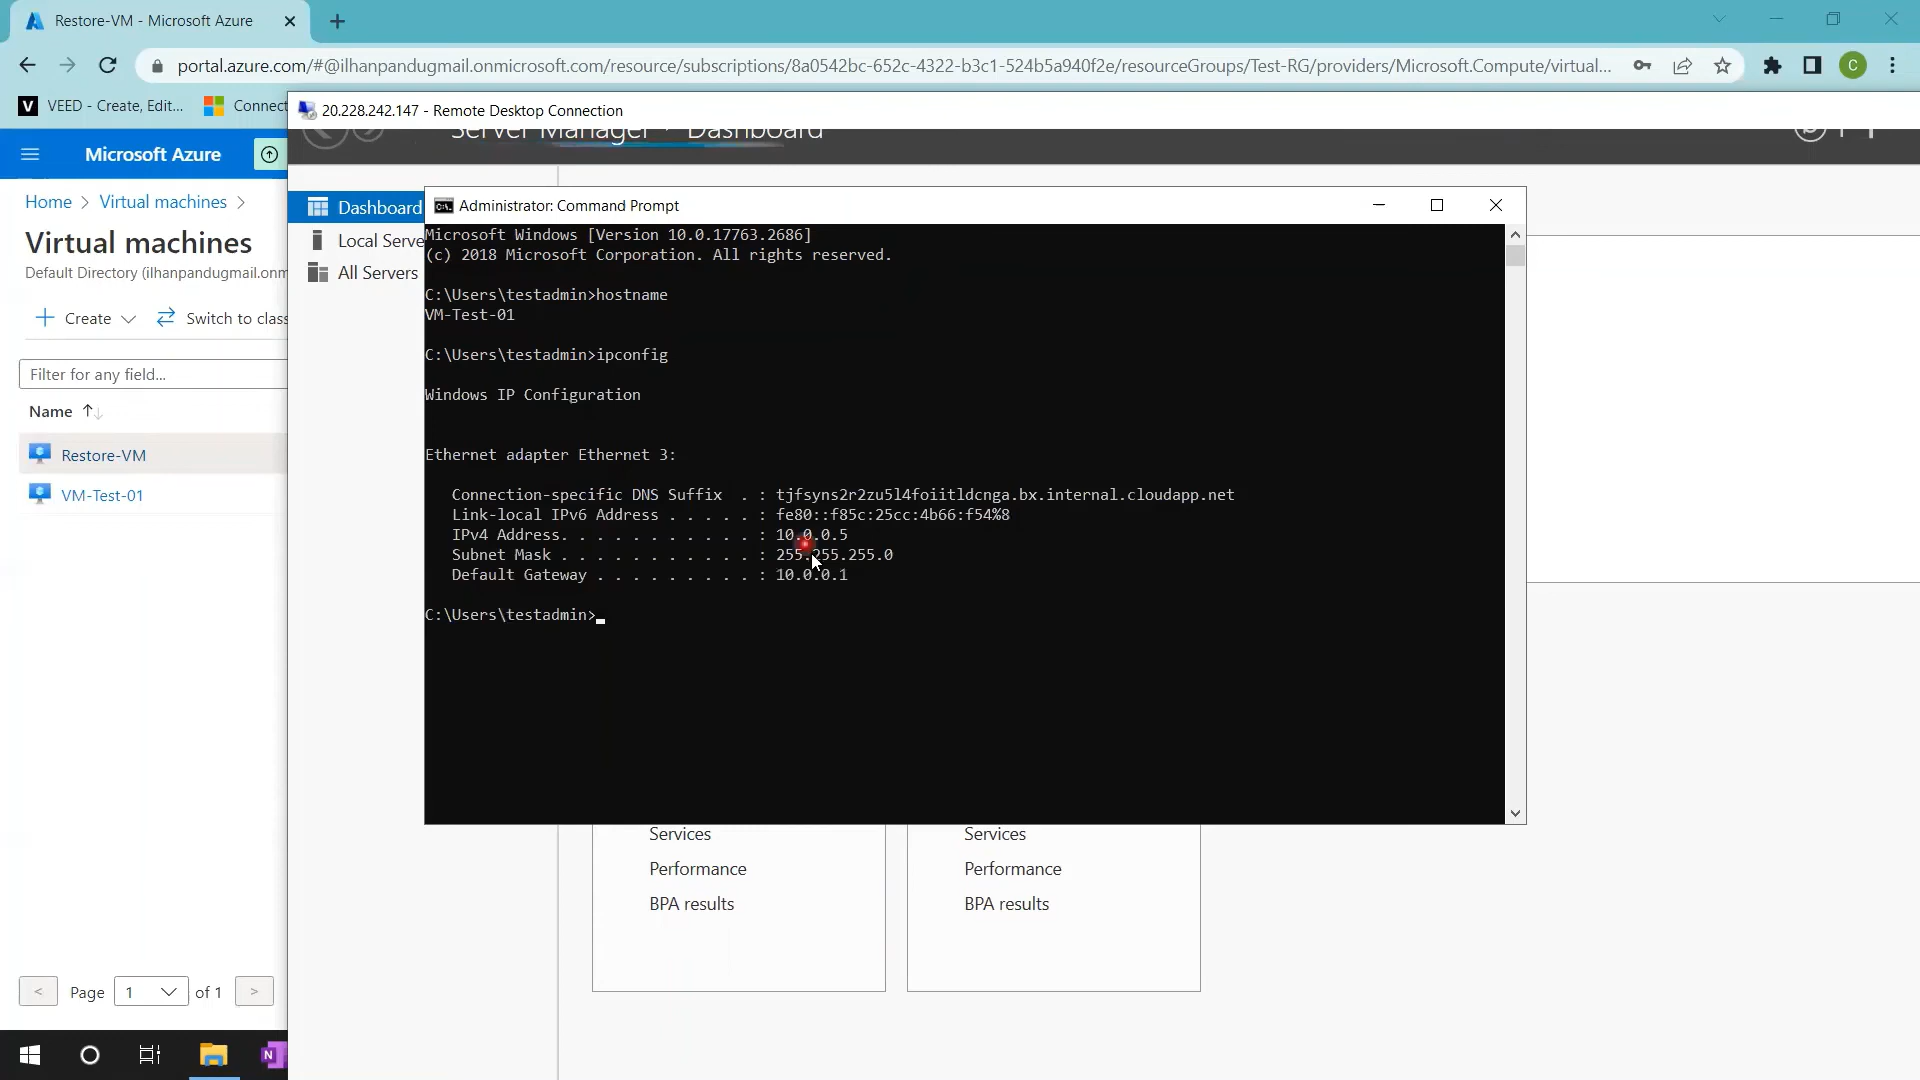 Restore-VM - Microsoft Azure
portal.azure.com/#@ilhanpandugmail.onmicrosoft.com/resource/subscriptions/8a0542bc-652c-4322-b3c1-524b5a940f2e/resourceGroups/Test-RG/providers/Microsoft.Compute/virtual...
C
VEED - Create, Edit...
Connect
20.228.242.147 - Remote Desktop Connection
Server Manager
Dashboard
Microsoft Azure
Home > Virtual machines >
Virtual machines
Default Directory (ilhanpandugmail.onm
Create
Switch to class
Filter for any field...
Name
Restore-VM
VM-Test-01
Page 1 of 1
Dashboard
Local Serve
All Servers
Administrator: Command Prompt
Microsoft Windows [Version 10.0.17763.2686]
(c) 2018 Microsoft Corporation. All rights reserved.
C:\Users\testadmin>hostname
VM-Test-01
C:\Users\testadmin>ipconfig
Windows IP Configuration
Ethernet adapter Ethernet 3:
Connection-specific DNS Suffix  . : tjfsyns2r2zu5l4foiitldcnga.bx.internal.cloudapp.net
Link-local IPv6 Address . . . . . : fe80::f85c:25cc:4b66:f54%8
IPv4 Address. . . . . . . . . . . : 10.0.0.5
Subnet Mask . . . . . . . . . . . : 255.255.255.0
Default Gateway . . . . . . . . . : 10.0.0.1
C:\Users\testadmin>
Services
Performance
BPA results
Services
Performance
BPA results